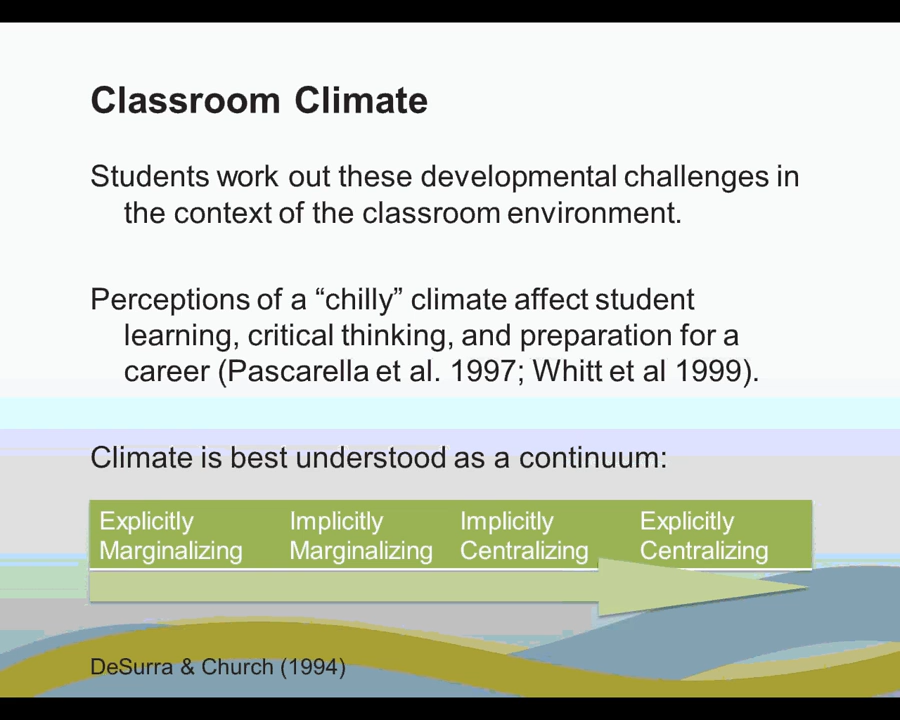 Classroom Climate
Students work out these developmental challenges in
the context of the classroom environment.
Perceptions of a “chilly” climate affect student
learning, critical thinking, and preparation for a
career (Pascarella et al. 1997; Whitt et al 1999).
Climate is best understood as a continuum:
Explicitly
Marginalizing
Implicitly
Marginalizing
Implicitly
Centralizing
Explicitly
Centralizing
DeSurra & Church (1994)